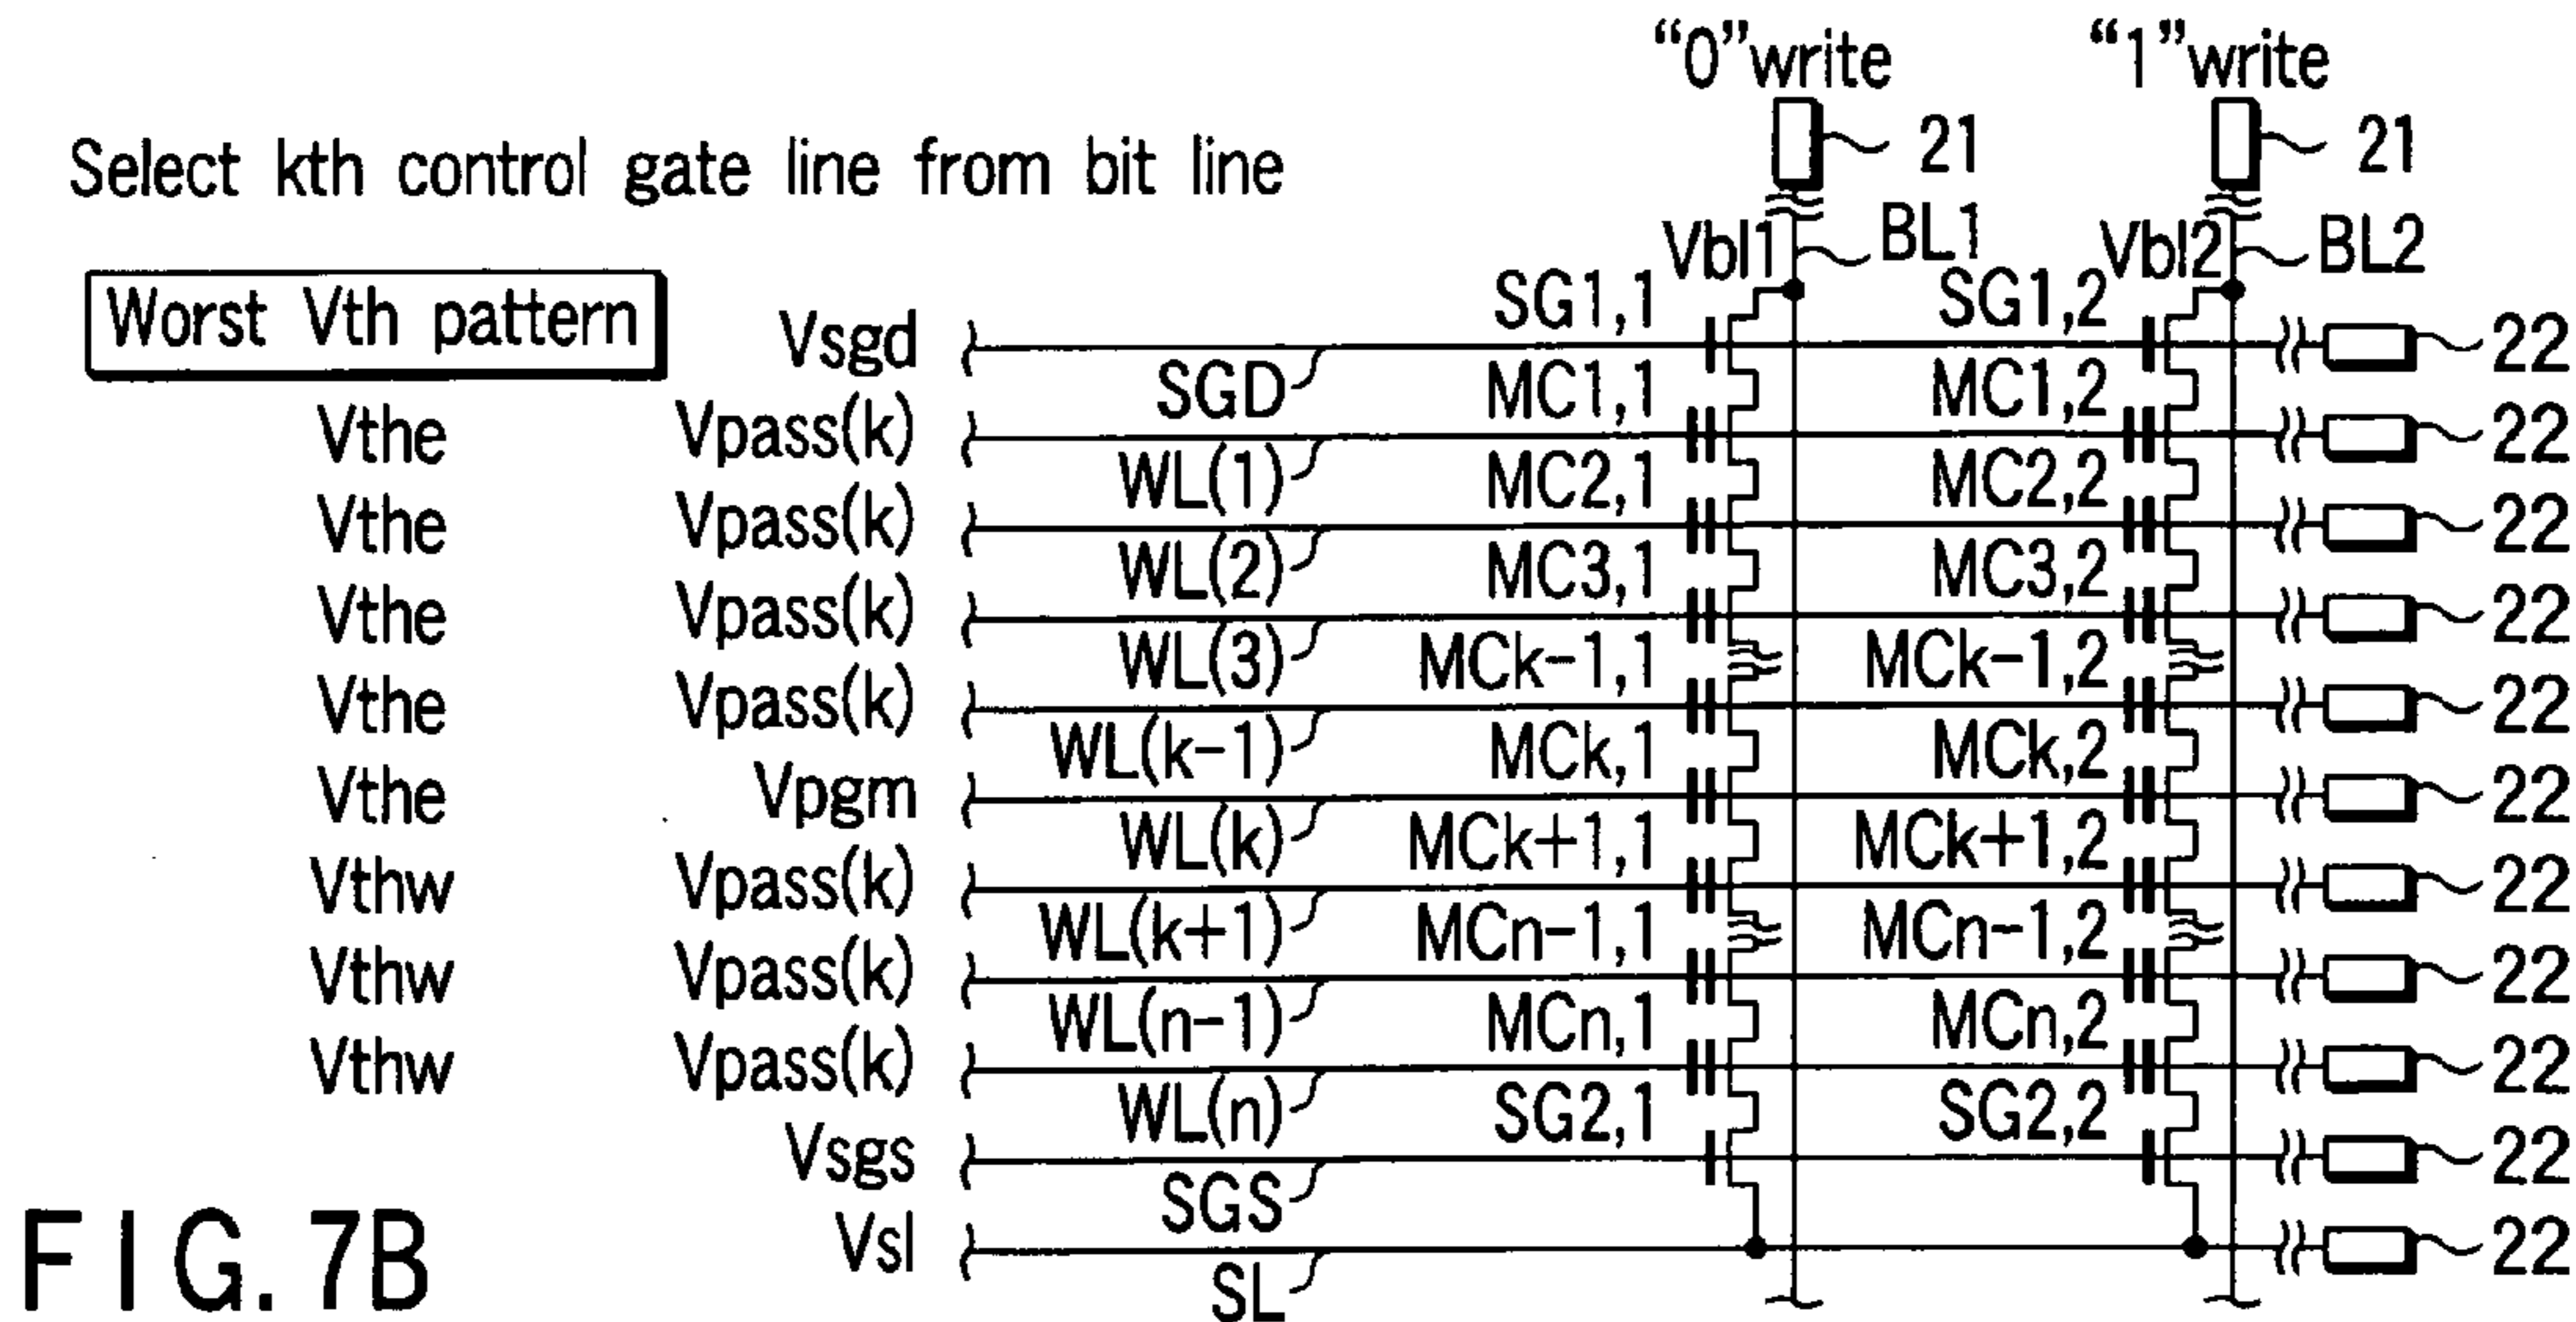 “0”write “1”write
21 21
Select kth control gate line from bit line
Vbl1 BL1 Vbl2 BL2
Worst Vth pattern
SG1,1 SG1,2
Vsgd 22
SGD MC1,1 MC1,2
Vthe Vpass(k) 22
WL(1) MC2,1 MC2,2
Vthe Vpass(k) 22
WL(2) MC3,1 MC3,2
Vthe Vpass(k) 22
WL(3) MCk-1,1 MCk-1,2
Vthe Vpass(k) 22
WL(k-1) MCk,1 MCk,2
Vthe Vpgm 22
WL(k) MCk+1,1 MCk+1,2
Vthw Vpass(k) 22
WL(k+1) MCn-1,1 MCn-1,2
Vthw Vpass(k) 22
WL(n-1) MCn,1 MCn,2
Vthw Vpass(k) 22
WL(n) SG2,1 SG2,2
Vsgs 22
SGS
Vsl 22
SL
FIG. 7B